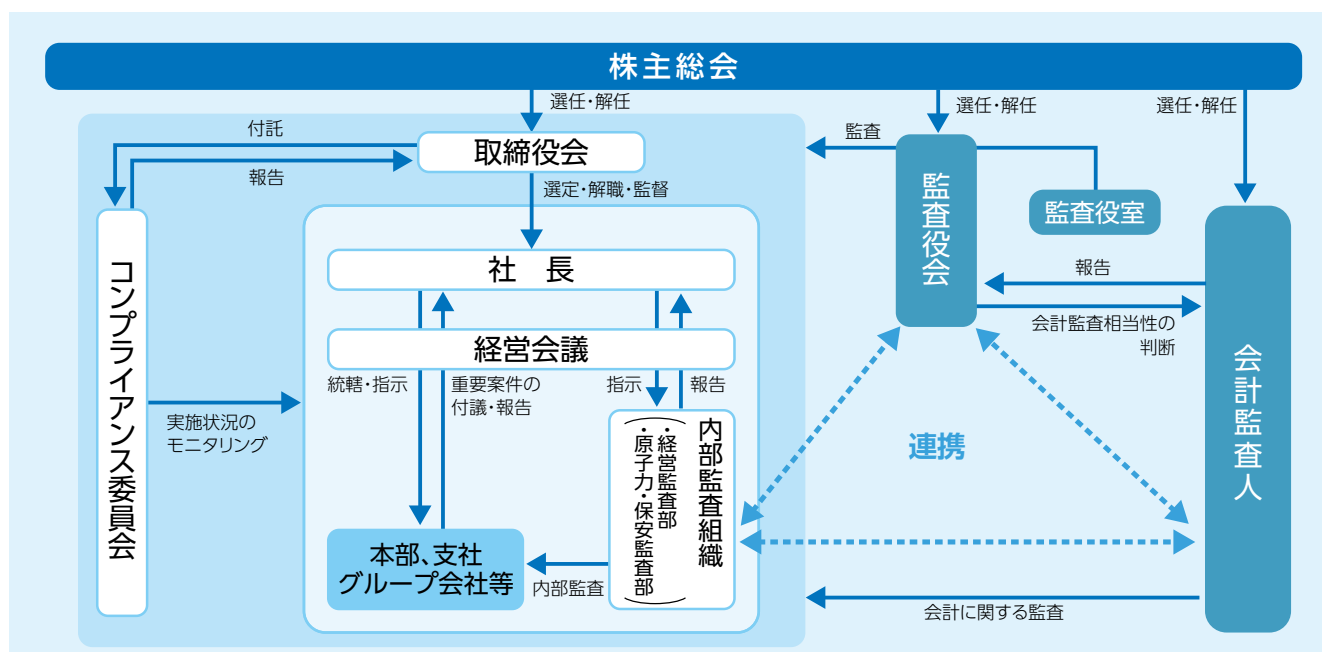 株主総会
選任・解任
選任・解任
選任・解任
付託
取締役会
監査
報告
選定・解職・監督
監査役会
監査役室
コンプライアンス委員会
社　長
報告
会計監査相当性の
判断
経営会議
統轄・指示
重要案件の
付議・報告
指示
報告
会計監査人
実施状況の
モニタリング
内部監査組織
（・経営監査部
・原子力・保安監査部）
連携
本部、支社
グループ会社等
内部監査
会計に関する監査